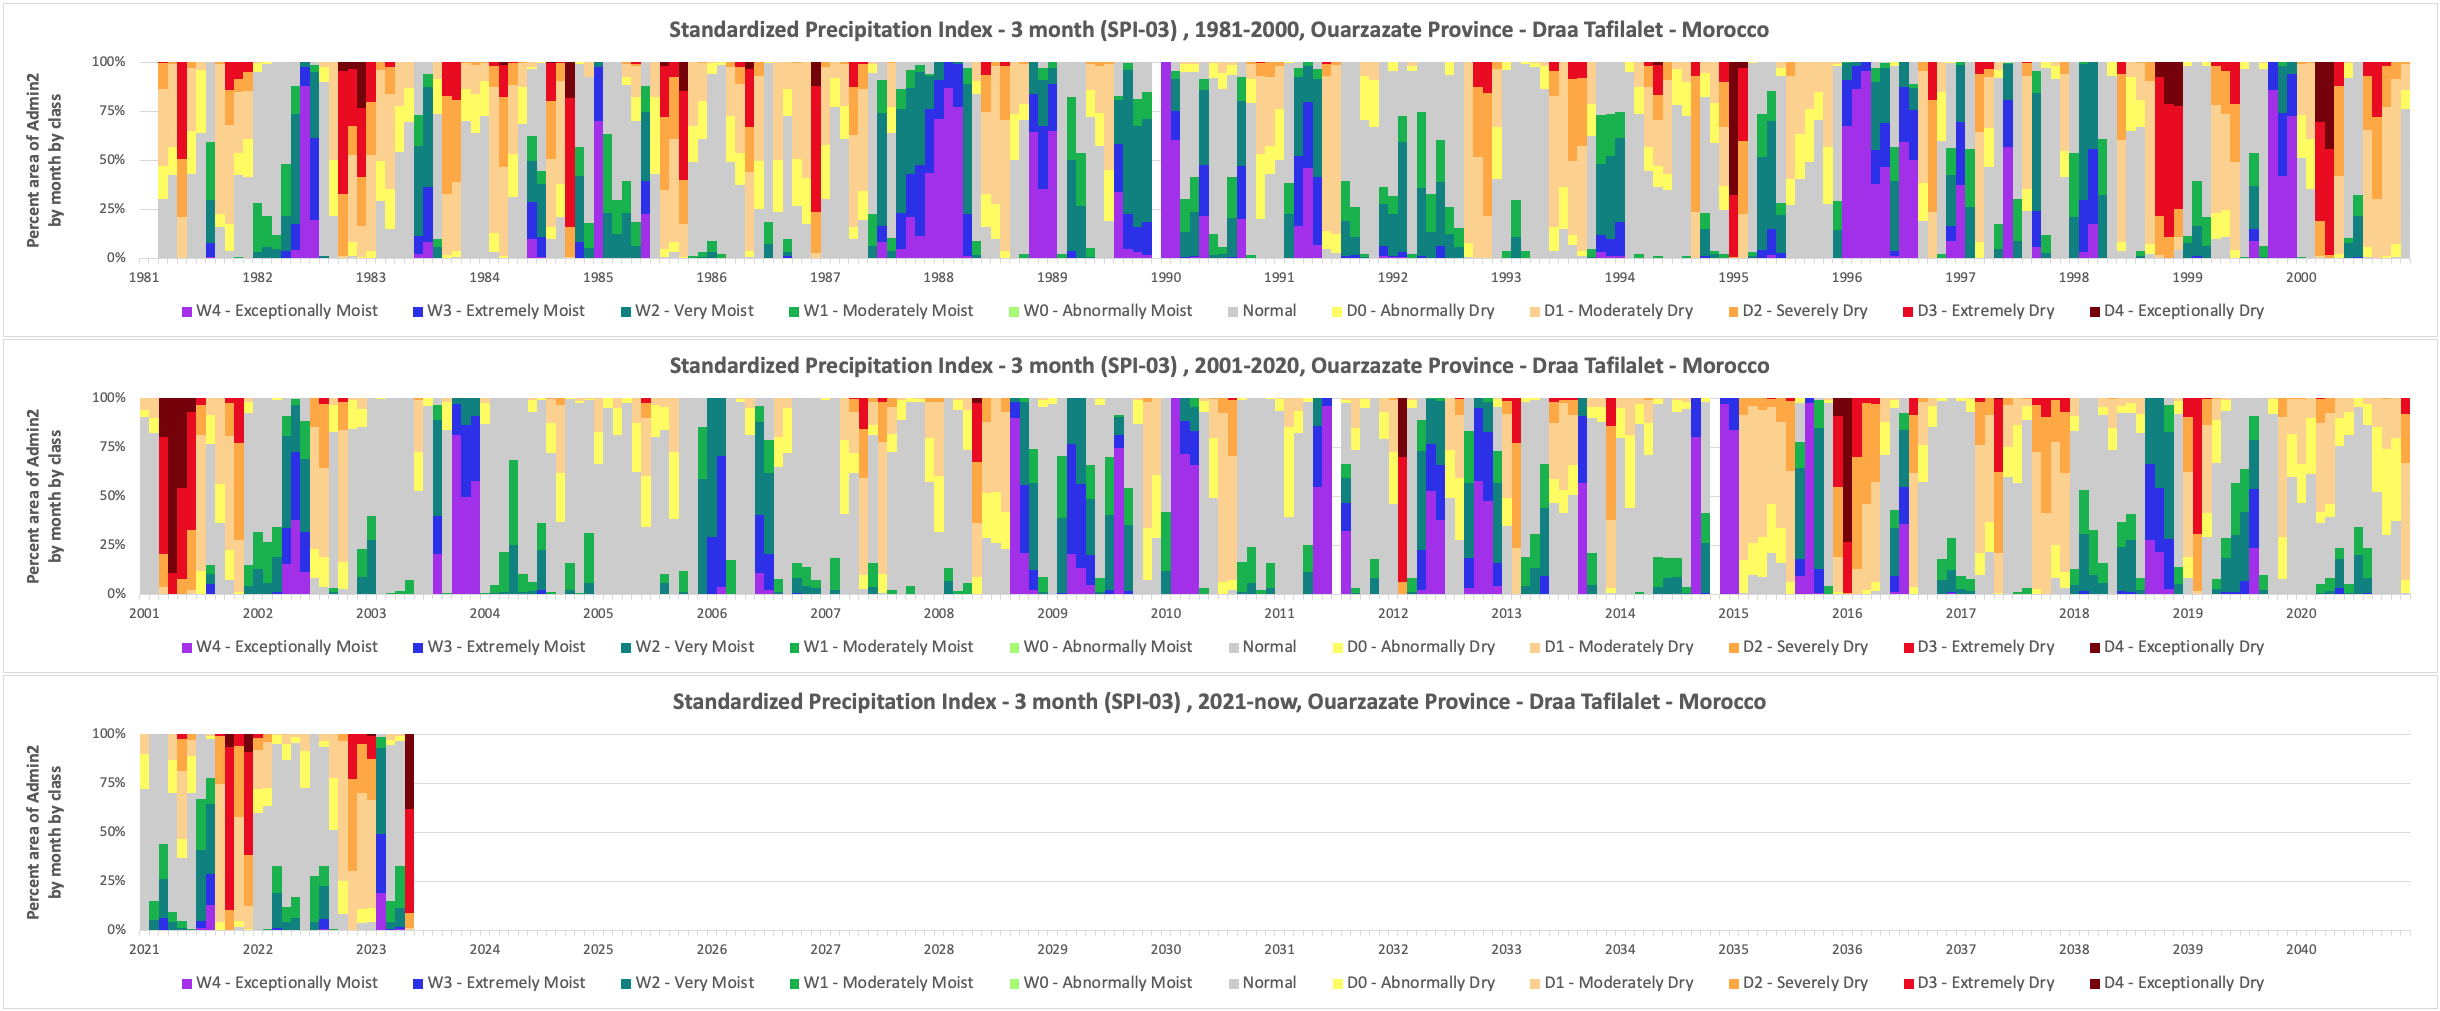 Standardized Precipitation Index - 3 month (SPI-03) , 1981-2000, Ouarzazate Province - Draa Tafilalet - Morocco
Percent area of Admin2
by month by class
100%
75%
50%
25%
0%
1981 1982 1983 1984 1985 1986 1987 1988 1989 1990 1991 1992 1993 1994 1995 1996 1997 1998 1999 2000
W4 - Exceptionally Moist W3 - Extremely Moist W2 - Very Moist W1 - Moderately Moist W0 - Abnormally Moist Normal D0 - Abnormally Dry D1 - Moderately Dry D2 - Severely Dry D3 - Extremely Dry D4 - Exceptionally Dry
Standardized Precipitation Index - 3 month (SPI-03) , 2001-2020, Ouarzazate Province - Draa Tafilalet - Morocco
Percent area of Admin2
by month by class
100%
75%
50%
25%
0%
2001 2002 2003 2004 2005 2006 2007 2008 2009 2010 2011 2012 2013 2014 2015 2016 2017 2018 2019 2020
W4 - Exceptionally Moist W3 - Extremely Moist W2 - Very Moist W1 - Moderately Moist W0 - Abnormally Moist Normal D0 - Abnormally Dry D1 - Moderately Dry D2 - Severely Dry D3 - Extremely Dry D4 - Exceptionally Dry
Standardized Precipitation Index - 3 month (SPI-03) , 2021-now, Ouarzazate Province - Draa Tafilalet - Morocco
Percent area of Admin2
by month by class
100%
75%
50%
25%
0%
2021 2022 2023 2024 2025 2026 2027 2028 2029 2030 2031 2032 2033 2034 2035 2036 2037 2038 2039 2040
W4 - Exceptionally Moist W3 - Extremely Moist W2 - Very Moist W1 - Moderately Moist W0 - Abnormally Moist Normal D0 - Abnormally Dry D1 - Moderately Dry D2 - Severely Dry D3 - Extremely Dry D4 - Exceptionally Dry